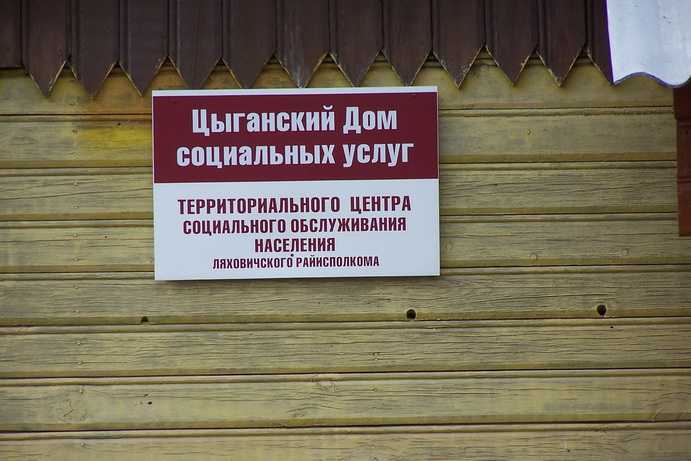 Цыганский Дом
социальных услуг
ТЕРРИТОРИАЛЬНОГО ЦЕНТРА
СОЦИАЛЬНОГО ОБСЛУЖИВАНИЯ
НАСЕЛЕНИЯ
ЛЯХОВИЧСКОГО РАЙИСПОЛКОМА